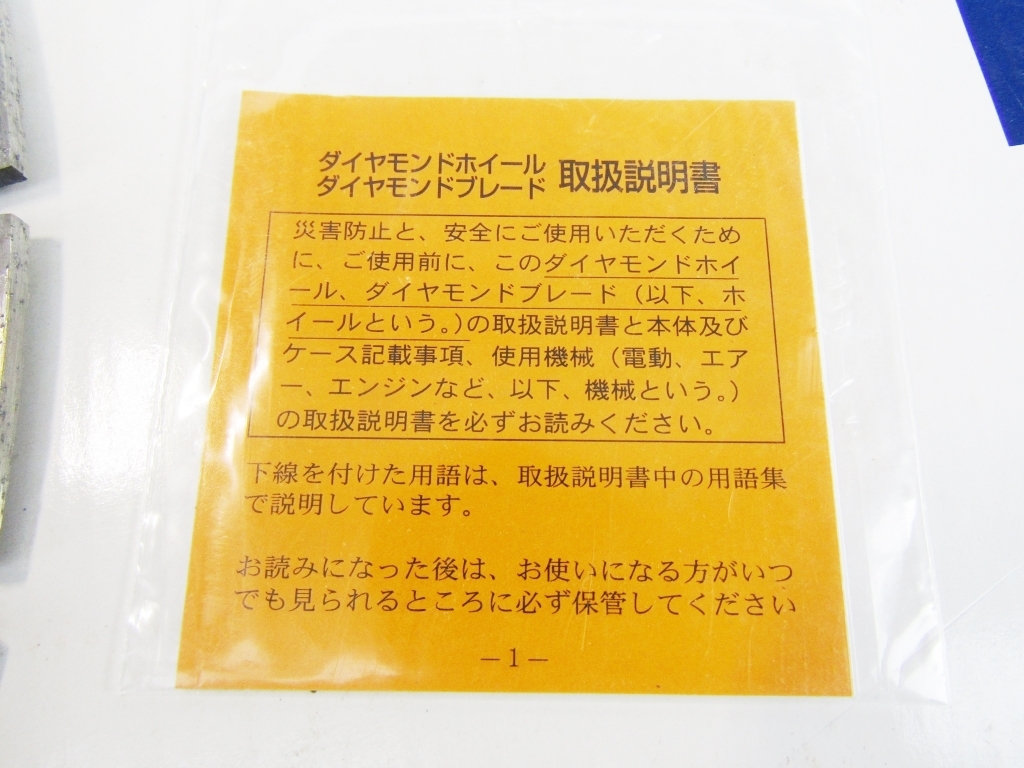 ダイヤモンドホイール
ダイヤモンドブレード
取扱説明書
災害防止と、安全にご使用いただくため
に、ご使用前に、このダイヤモンドホイ
ール、ダイヤモンドブレード（以下、ホ
イールという。）の取扱説明書と本体及び
ケース記載事項、使用機械（電動、エア
ー、エンジンなど、以下、機械という。）
の取扱説明書を必ずお読みください。
下線を付けた用語は、取扱説明書中の用語集
で説明しています。
お読みになった後は、お使いになる方がいつ
でも見られるところに必ず保管してください
－1－